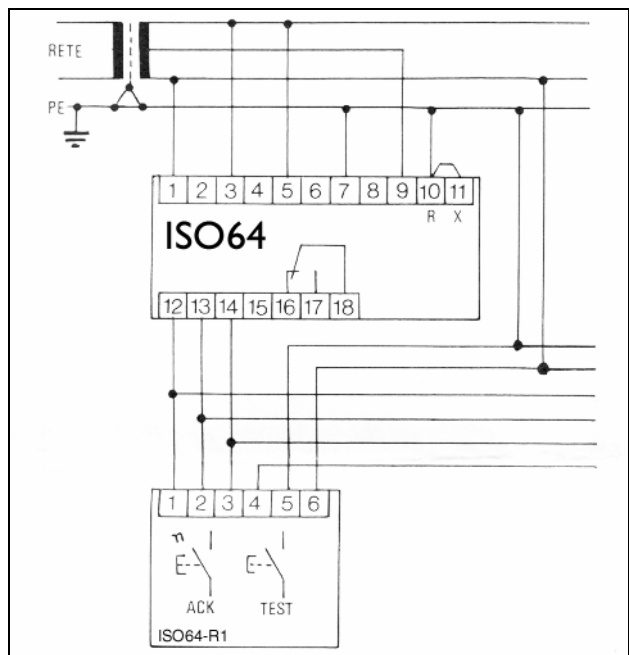 RETE
PE
1 2 3 4 5 6 7 8 9 10 11
R X
ISO64
12 13 14 15 16 17 18
1 2 3 4 5 6
n
E E
ACK TEST
ISO64-R1